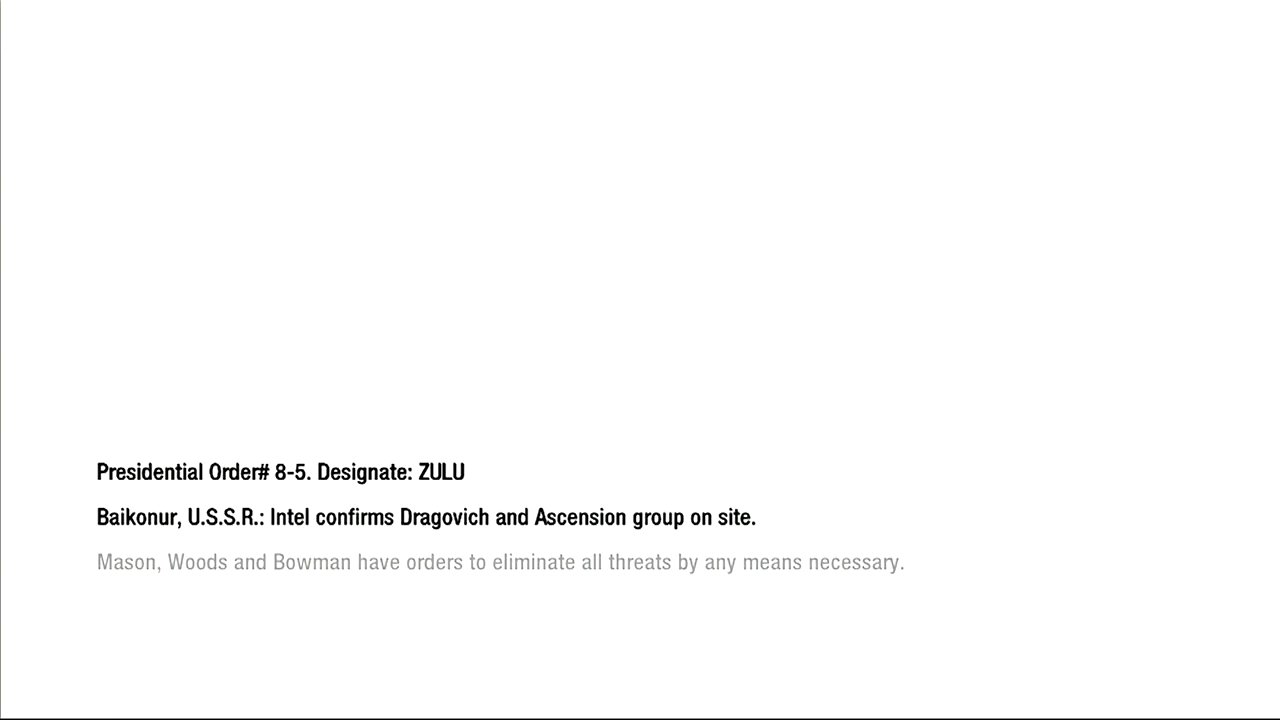 Presidential Order# 8-5. Designate: ZULU
Baikonur, U.S.S.R.: Intel confirms Dragovich and Ascension group on site.
Mason, Woods and Bowman have orders to eliminate all threats by any means necessary.